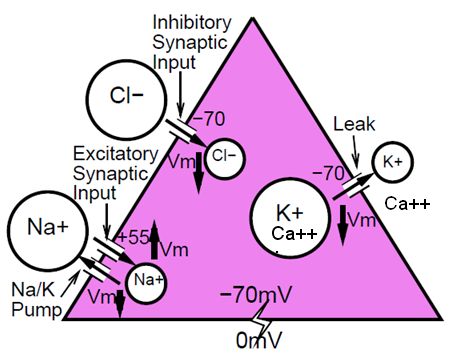 Inhibitory
Synaptic
Input
Cl−
−70
Vm
Cl−
Excitatory
Synaptic
Input
Leak
K+
−70
Ca++
K+
Ca++
Vm
Na+
+55
Vm
Na+
Vm
Na/K
Pump
−70mV
0mV